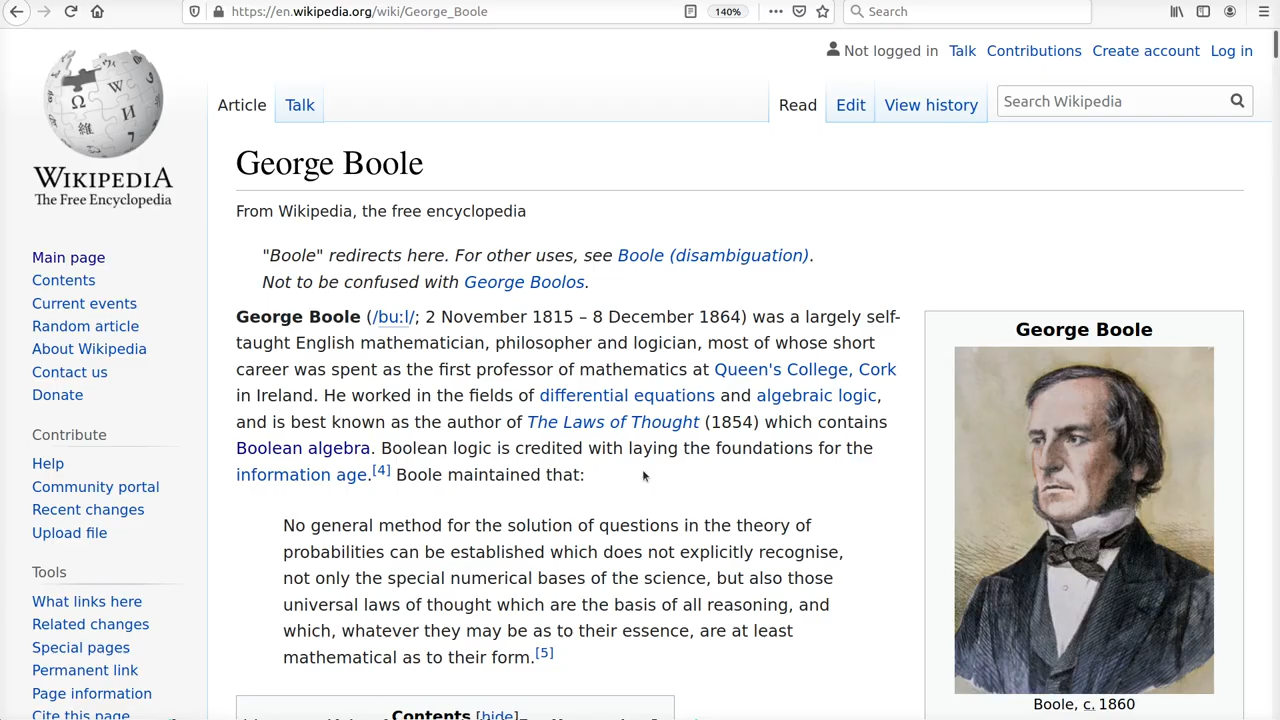 https://en.wikipedia.org/wiki/George_Boole
140%
Search
Not logged in Talk Contributions Create account Log in
Article Talk
Read Edit View history
Search Wikipedia
WIKIPEDIA
The Free Encyclopedia
Main page
Contents
Current events
Random article
About Wikipedia
Contact us
Donate
Contribute
Help
Community portal
Recent changes
Upload file
Tools
What links here
Related changes
Special pages
Permanent link
Page information
Cite this page
George Boole
From Wikipedia, the free encyclopedia
"Boole" redirects here. For other uses, see Boole (disambiguation).
Not to be confused with George Boolos.
George Boole (/buːl/; 2 November 1815 – 8 December 1864) was a largely self-
taught English mathematician, philosopher and logician, most of whose short
career was spent as the first professor of mathematics at Queen's College, Cork
in Ireland. He worked in the fields of differential equations and algebraic logic,
and is best known as the author of The Laws of Thought (1854) which contains
Boolean algebra. Boolean logic is credited with laying the foundations for the
information age.[4] Boole maintained that:
No general method for the solution of questions in the theory of
probabilities can be established which does not explicitly recognise,
not only the special numerical bases of the science, but also those
universal laws of thought which are the basis of all reasoning, and
which, whatever they may be as to their essence, are at least
mathematical as to their form.[5]
Contents [hide]
George Boole
Boole, c. 1860